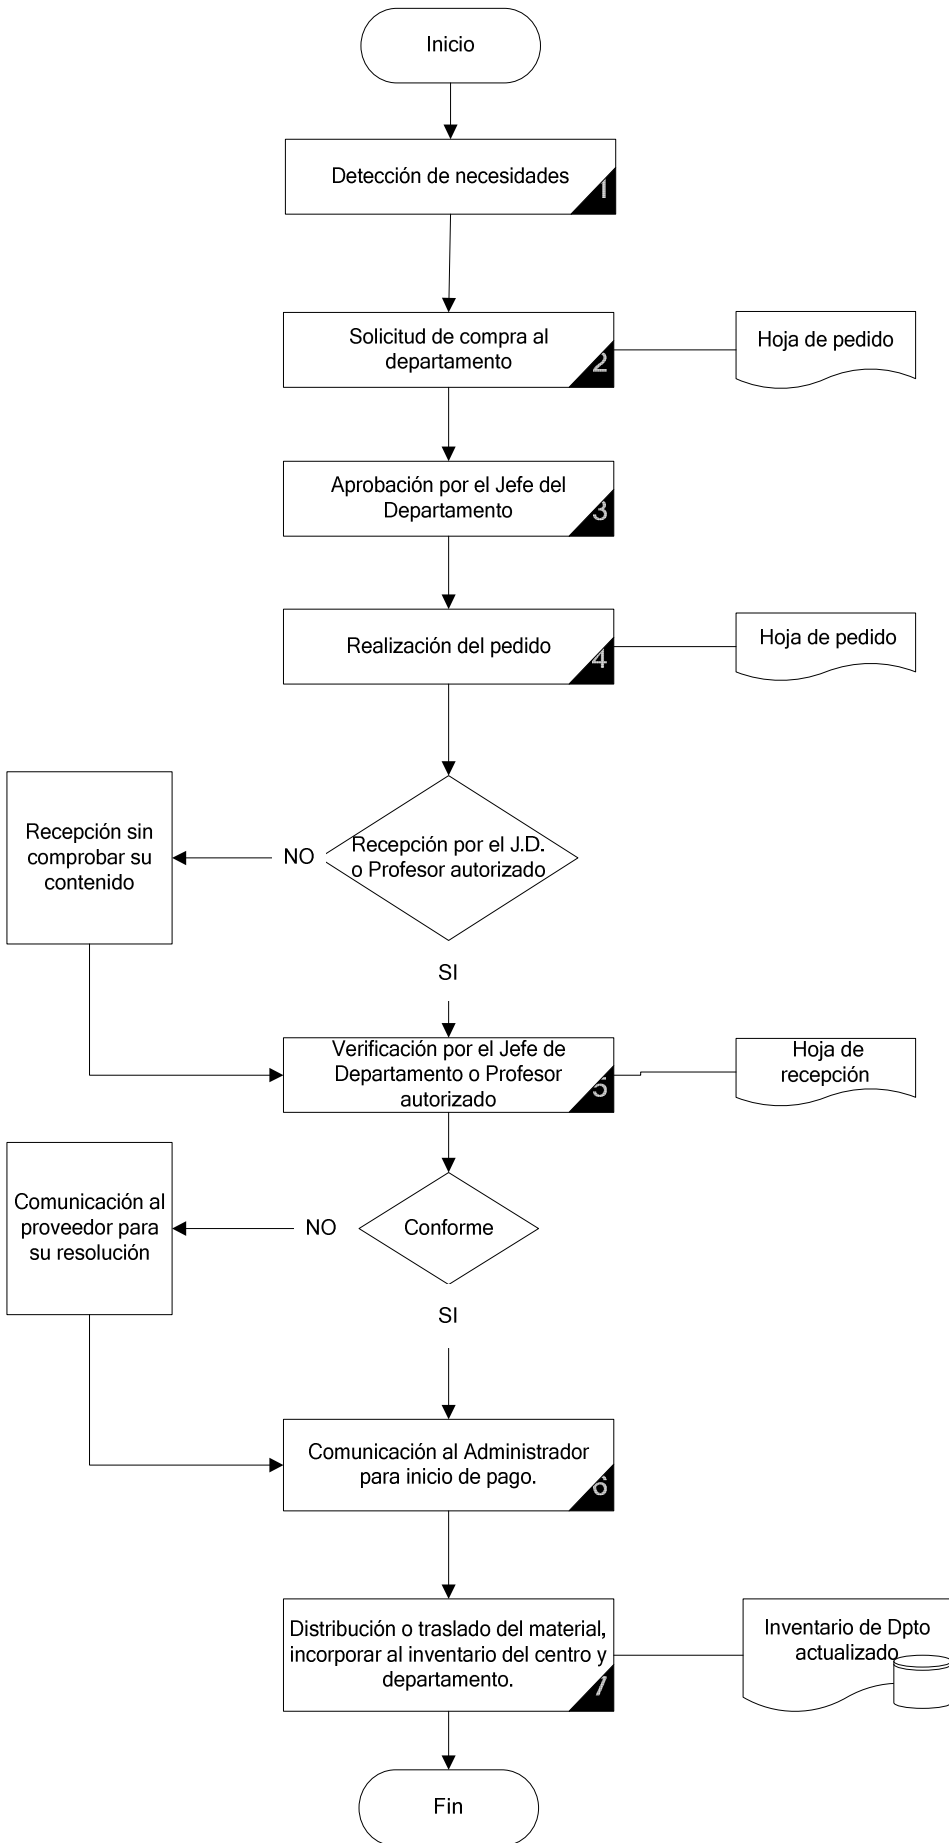 Inicio
Detección de necesidades
1
Solicitud de compra al
departamento
2
Hoja de pedido
Aprobación por el Jefe del
Departamento
3
Realización del pedido
4
Hoja de pedido
Recepción sin
comprobar su
contenido
NO
Recepción por el J.D.
o Profesor autorizado
SI
Verificación por el Jefe de
Departamento o Profesor
autorizado
5
Hoja de
recepción
Comunicación al
proveedor para
su resolución
NO
Conforme
SI
Comunicación al Administrador
para inicio de pago.
6
Distribución o traslado del material,
incorporar al inventario del centro y
departamento.
7
Inventario de Dpto
actualizado
Fin